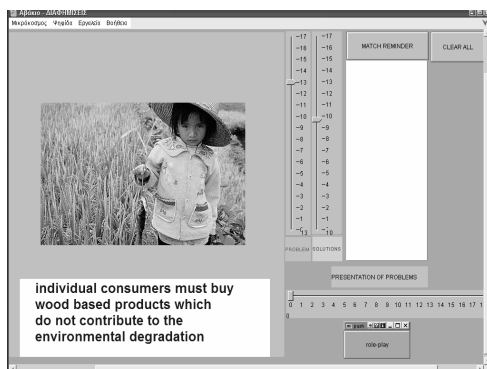 Αβάκιο - ΔΙΑΦΗΜΙΣΕΙΣ
Μικρόκοσμος Ψηφίδα Εργαλεία Βοήθεια
-17 -17
-16 -16
-15 -15
-14 -14
-13 -13
-12 -12
-11 -11
-10 -10
-9 -9
-8 -8
-7 -7
-6 -6
-5 -5
-4 -4
-3 -3
-2 -2
-1 -1
13 10
PROBLEM SOLUTIONS
MATCH REMINDER CLEAR ALL
PRESENTATION OF PROBLEMS
individual consumers must buy
wood based products which
do not contribute to the
environmental degradation
0 1 2 3 4 5 6 7 8 9 10 11 12 13 14 15 16 17
0
role-play